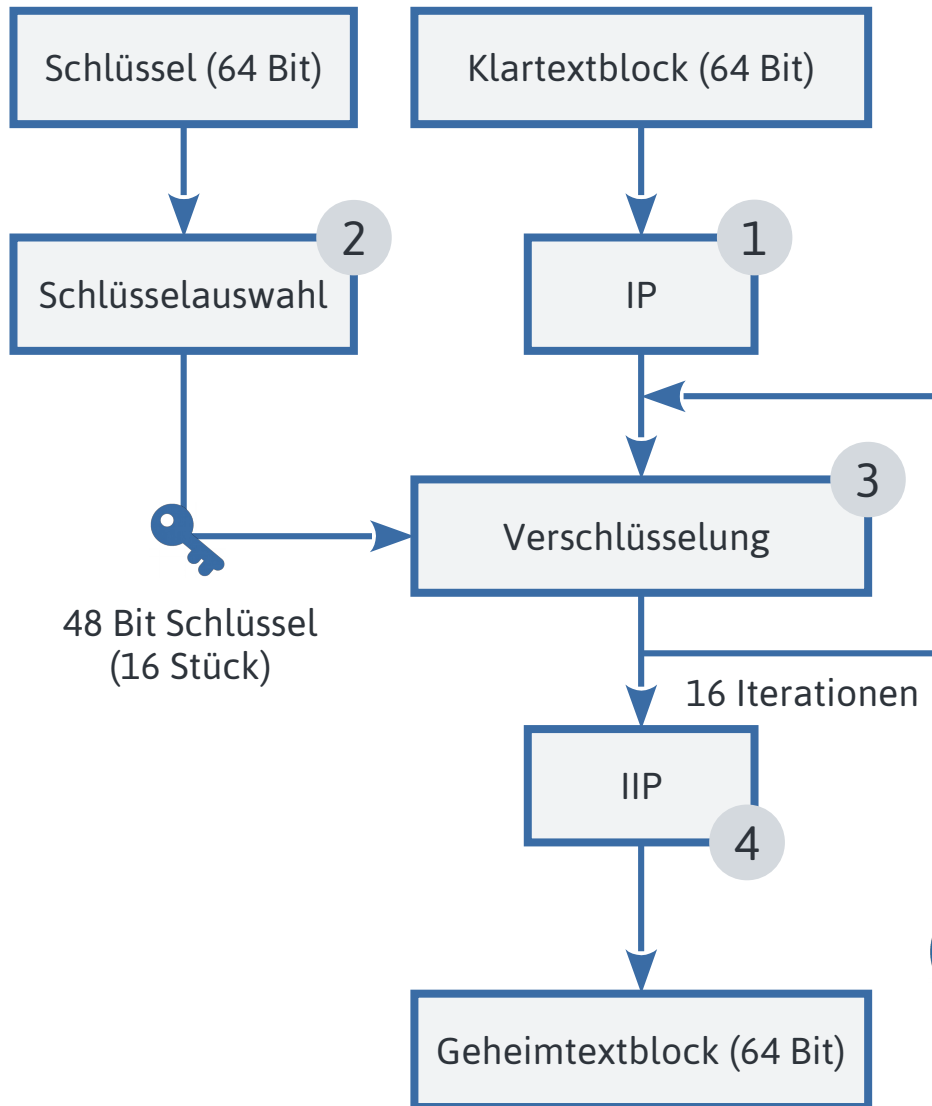 Schlüssel (64 Bit)
Klartextblock (64 Bit)
2
Schlüsselauswahl
1
IP
3
Verschlüsselung
48 Bit Schlüssel
(16 Stück)
16 Iterationen
IIP
4
Geheimtextblock (64 Bit)